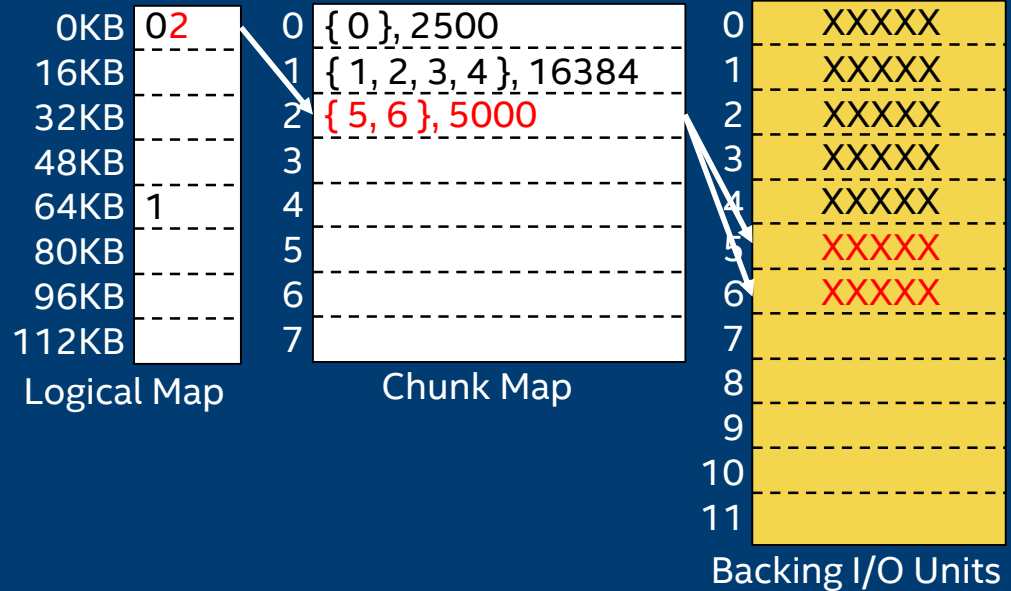 0KB 02
16KB
32KB
48KB
64KB 1
80KB
96KB
112KB
Logical Map
0 { 0 }, 2500
1 { 1, 2, 3, 4 }, 16384
2 { 5, 6 }, 5000
3
4
5
6
7
Chunk Map
0 XXXXX
1 XXXXX
2 XXXXX
3 XXXXX
4 XXXXX
5 XXXXX
6 XXXXX
7
8
9
10
11
Backing I/O Units